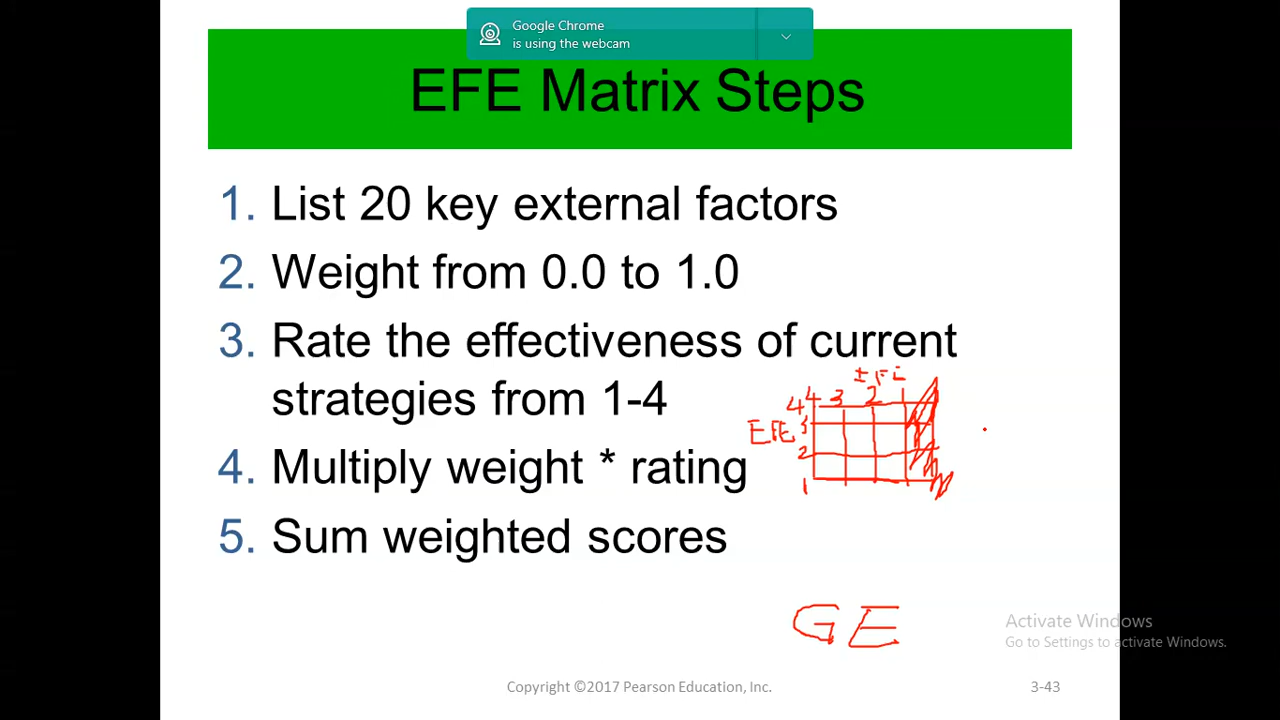 Google Chrome
is using the webcam
EFE Matrix Steps
1. List 20 key external factors
2. Weight from 0.0 to 1.0
3. Rate the effectiveness of current
strategies from 1-4
4. Multiply weight * rating
5. Sum weighted scores
IFE
4 3 2 1
EFE
4
3
2
1
GE
Activate Windows
Go to Settings to activate Windows.
Copyright ©2017 Pearson Education, Inc.
3-43